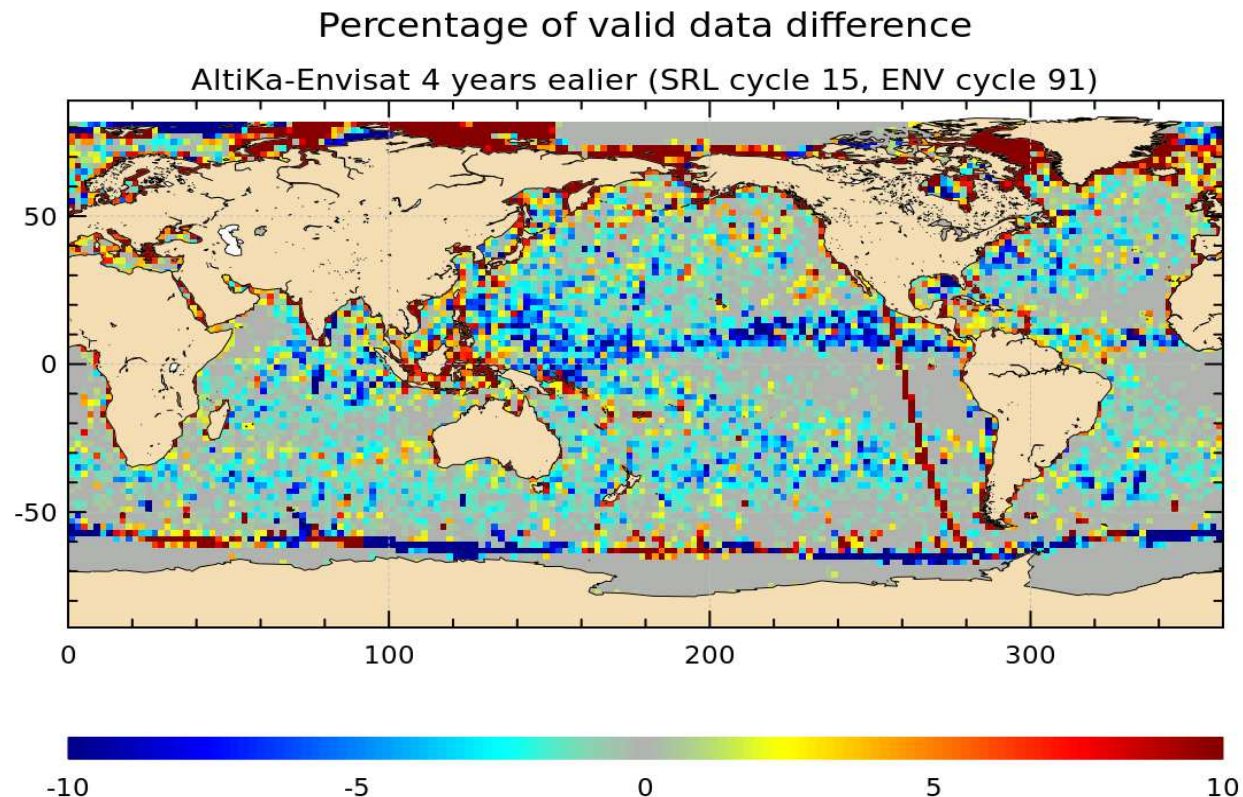 Percentage of valid data difference
AltiKa-Envisat 4 years ealier (SRL cycle 15, ENV cycle 91)
50
0
-50
0 100 200 300
-10 -5 0 5 10